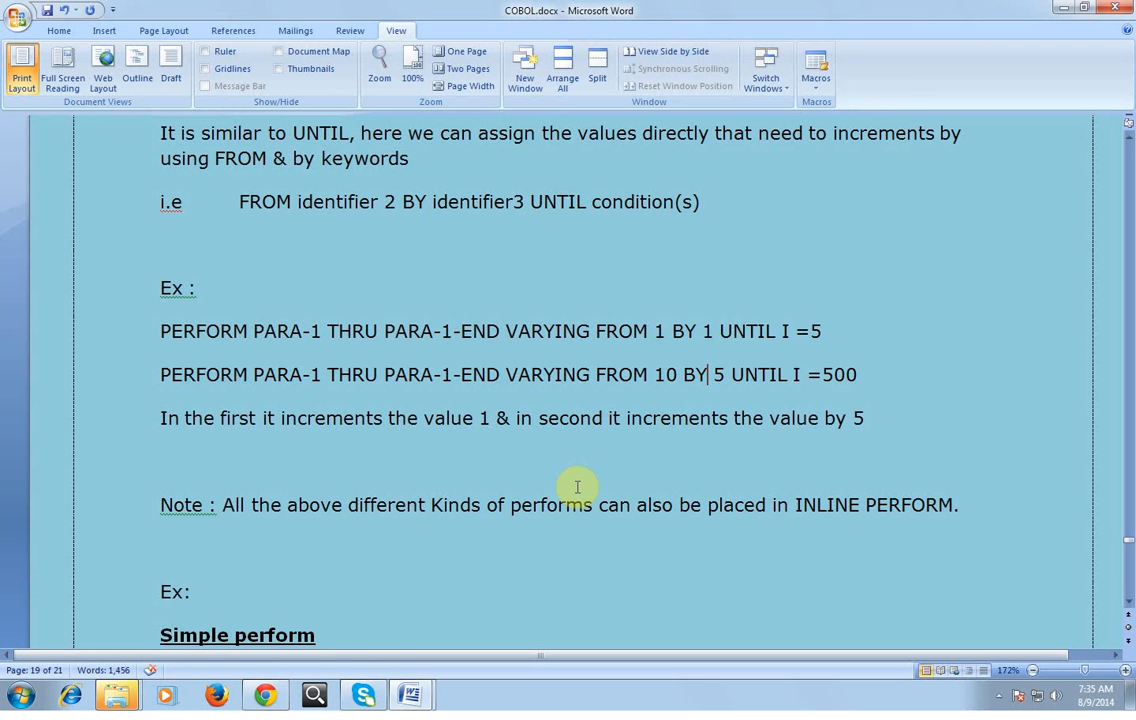 COBOL.docx - Microsoft Word
Home Insert Page Layout References Mailings Review View
Print Layout
Full Screen Reading
Web Layout
Outline
Draft
Document Views
Ruler
Gridlines
Message Bar
Document Map
Thumbnails
Show/Hide
Zoom
100%
One Page
Two Pages
Page Width
Zoom
New Window
Arrange All
Split
View Side by Side
Synchronous Scrolling
Reset Window Position
Window
Switch Windows
Macros
Macros
It is similar to UNTIL, here we can assign the values directly that need to increments by
using FROM & by keywords
i.e FROM identifier 2 BY identifier3 UNTIL condition(s)
Ex :
PERFORM PARA-1 THRU PARA-1-END VARYING FROM 1 BY 1 UNTIL I =5
PERFORM PARA-1 THRU PARA-1-END VARYING FROM 10 BY 5 UNTIL I =500
In the first it increments the value 1 & in second it increments the value by 5
Note : All the above different Kinds of performs can also be placed in INLINE PERFORM.
Ex:
Simple perform
Page: 19 of 21 Words: 1,456 172%
7:35 AM
8/9/2014